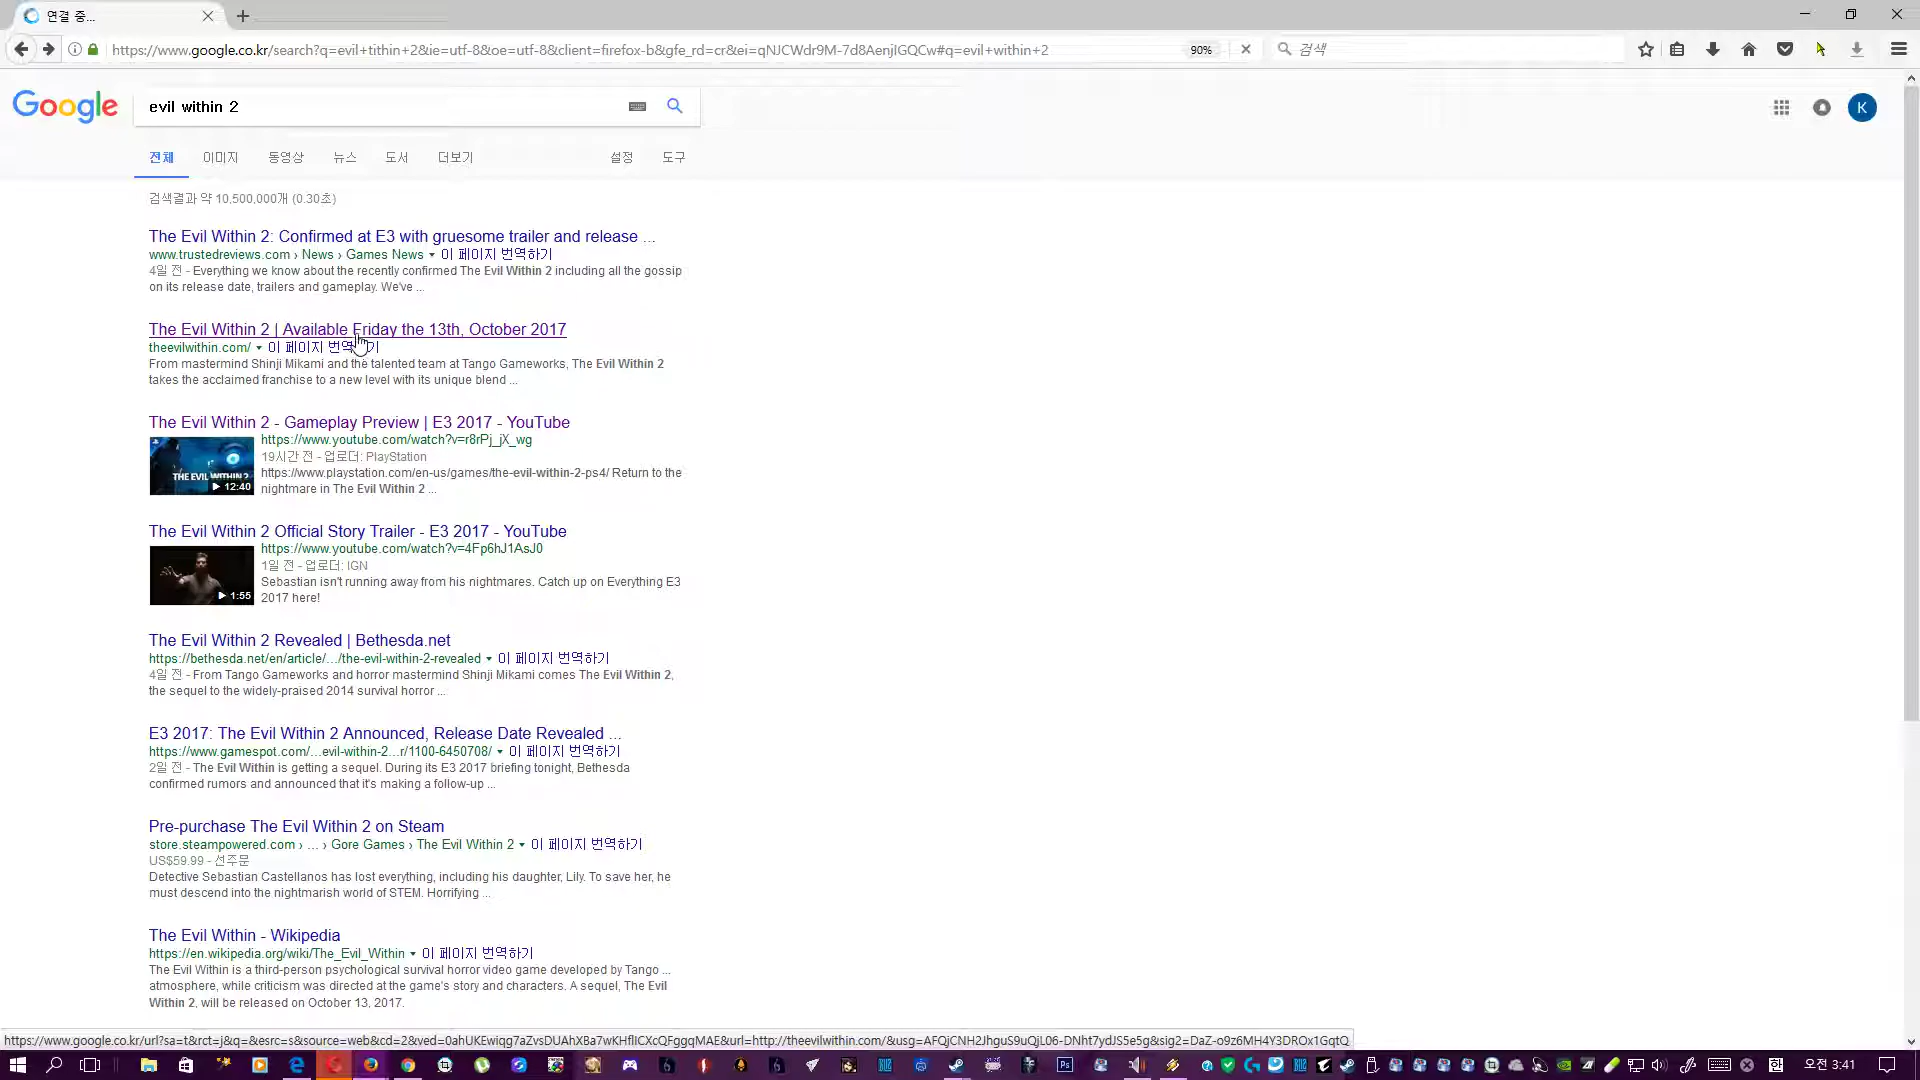 연결 중...
https://www.google.co.kr/search?q=evil+tithin+2&ie=utf-8&oe=utf-8&client=firefox-b&gfe_rd=cr&ei=qNJCWdr9M-7d8AenjIGQCw#q=evil+within+2
90%
검색
Google
evil within 2
K
전체 이미지 동영상 뉴스 도서 더보기 설정 도구
검색결과 약 10,500,000개 (0.30초)
The Evil Within 2: Confirmed at E3 with gruesome trailer and release ...
www.trustedreviews.com › News › Games News ▾ 이 페이지 번역하기
4일 전 - Everything we know about the recently confirmed The Evil Within 2 including all the gossip
on its release date, trailers and gameplay. We've ...
The Evil Within 2 | Available Friday the 13th, October 2017
theevilwithin.com/ ▾ 이 페이지 번역하기
From mastermind Shinji Mikami and the talented team at Tango Gameworks, The Evil Within 2
takes the acclaimed franchise to a new level with its unique blend ...
The Evil Within 2 - Gameplay Preview | E3 2017 - YouTube
https://www.youtube.com/watch?v=r8rPj_jX_wg
19시간 전 - 업로더: PlayStation
https://www.playstation.com/en-us/games/the-evil-within-2-ps4/ Return to the
nightmare in The Evil Within 2 ...
THE EVIL WITHIN 2
12:40
The Evil Within 2 Official Story Trailer - E3 2017 - YouTube
https://www.youtube.com/watch?v=4Fp6hJ1AsJ0
1일 전 - 업로더: IGN
Sebastian isn't running away from his nightmares. Catch up on Everything E3
2017 here!
1:55
The Evil Within 2 Revealed | Bethesda.net
https://bethesda.net/en/article/.../the-evil-within-2-revealed ▾ 이 페이지 번역하기
4일 전 - From Tango Gameworks and horror mastermind Shinji Mikami comes The Evil Within 2,
the sequel to the widely-praised 2014 survival horror ...
E3 2017: The Evil Within 2 Announced, Release Date Revealed ...
https://www.gamespot.com/...evil-within-2...r/1100-6450708/ ▾ 이 페이지 번역하기
2일 전 - The Evil Within is getting a sequel. During its E3 2017 briefing tonight, Bethesda
confirmed rumors and announced that it's making a follow-up ...
Pre-purchase The Evil Within 2 on Steam
store.steampowered.com › ... › Gore Games › The Evil Within 2 ▾ 이 페이지 번역하기
US$59.99 - 선주문
Detective Sebastian Castellanos has lost everything, including his daughter, Lily. To save her, he
must descend into the nightmarish world of STEM. Horrifying ...
The Evil Within - Wikipedia
https://en.wikipedia.org/wiki/The_Evil_Within ▾ 이 페이지 번역하기
The Evil Within is a third-person psychological survival horror video game developed by Tango ...
atmosphere, while criticism was directed at the game's story and characters. A sequel, The Evil
Within 2, will be released on October 13, 2017.
https://www.google.co.kr/url?sa=t&rct=j&q=&esrc=s&source=web&cd=2&ved=0ahUKEwiqg7aZvsDUAhXBa7wKHflICXcQFggqMAE&url=http://theevilwithin.com/&usg=AFQjCNH2JhguS9uQjL06-DNht7ydJS5e5g&sig2=DaZ-o9z6MH4Y3DROx1GqtQ
Ps
한
오전 3:41